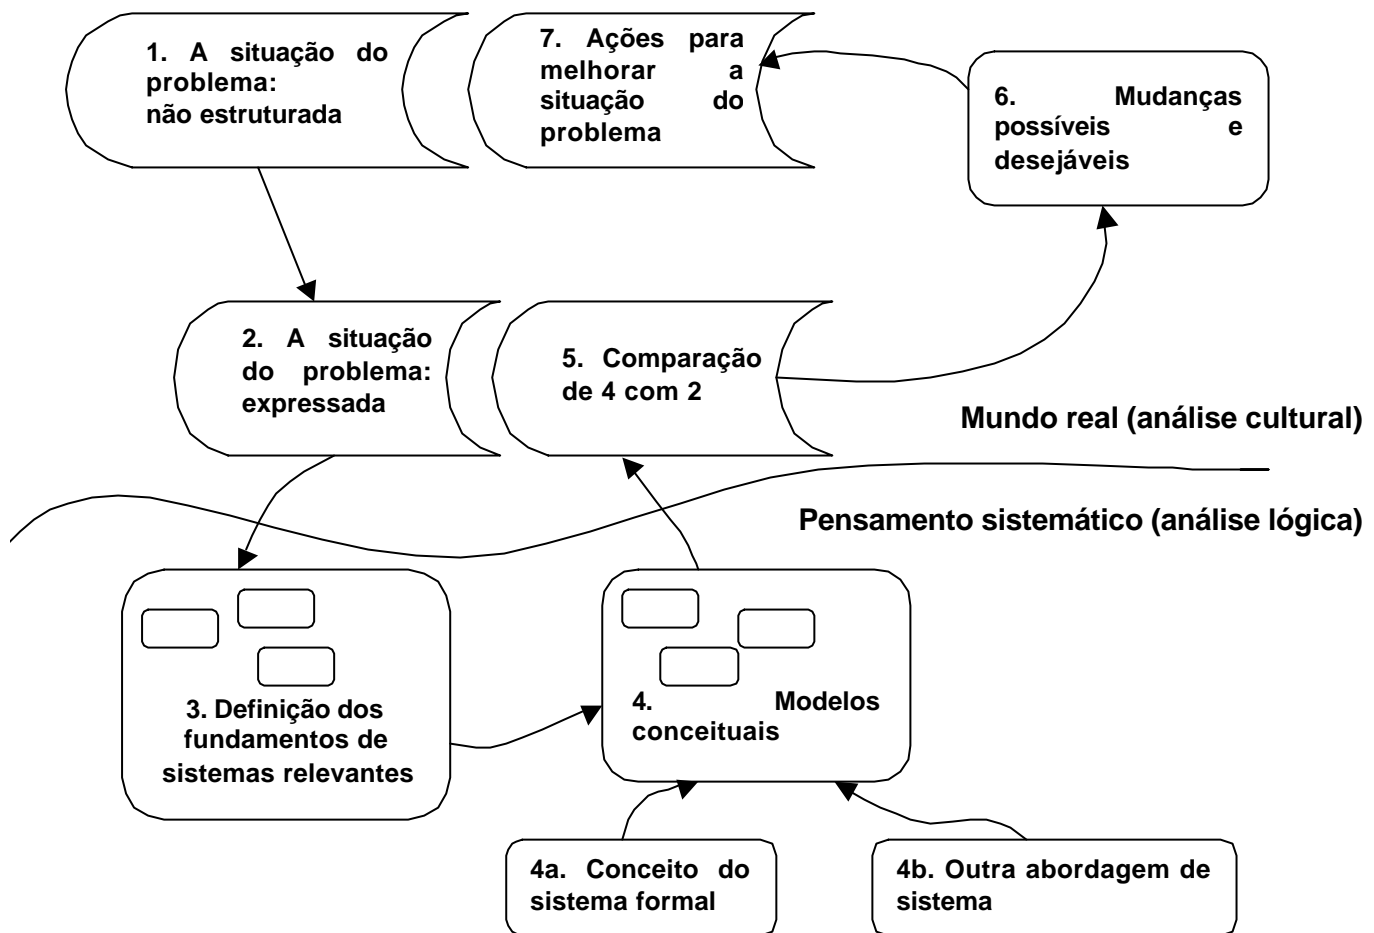 1. A situação do
problema:
não estruturada
7. Ações para
melhorar a
situação do
problema
6. Mudanças
possíveis e
desejáveis
2. A situação
do problema:
expressada
5. Comparação
de 4 com 2
Mundo real (análise cultural)
Pensamento sistemático (análise lógica)
3. Definição dos
fundamentos de
sistemas relevantes
4. Modelos
conceituais
4a. Conceito do
sistema formal
4b. Outra abordagem de
sistema